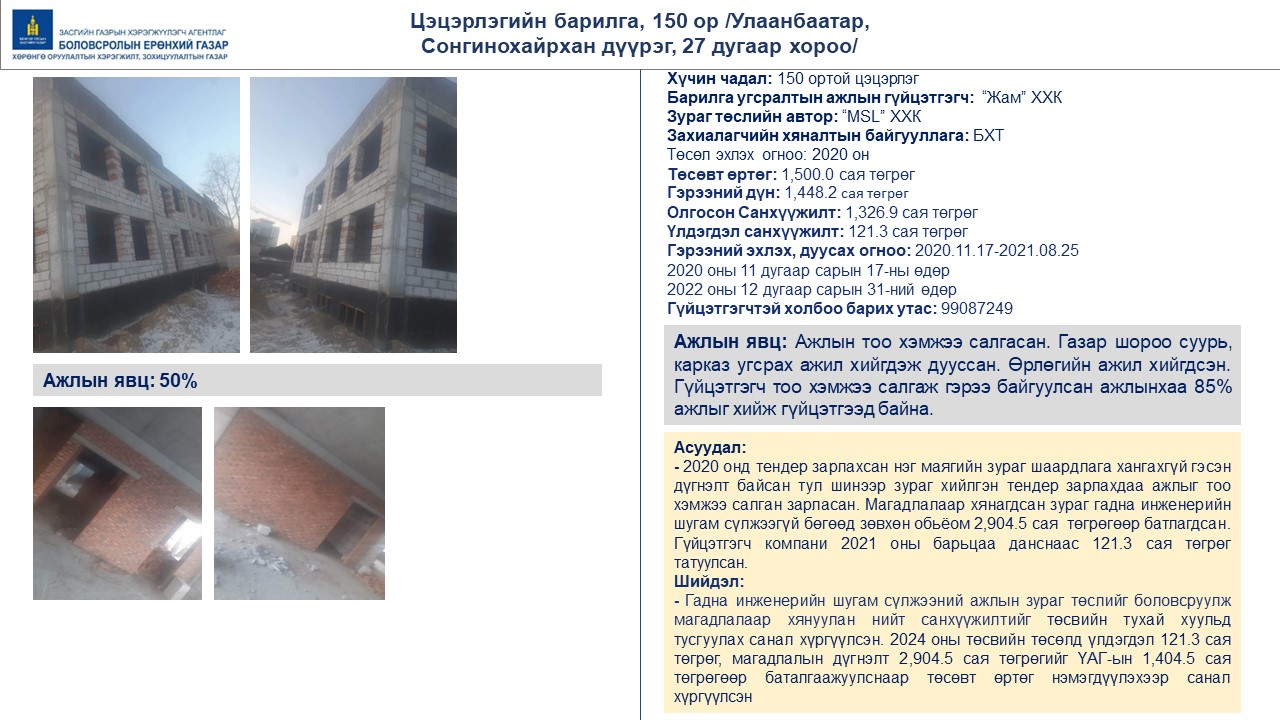 ЗАСГИЙН ГАЗРЫН ХЭРЭГЖҮҮЛЭГЧ АГЕНТЛАГ
БОЛОВСРОЛЫН ЕРӨНХИЙ ГАЗАР
ХӨРӨНГӨ ОРУУЛАЛТЫН ХЭРЭГЖИЛТ, ЗОХИЦУУЛАЛТЫН ГАЗАР
Цэцэрлэгийн барилга, 150 ор /Улаанбаатар,
Сонгинохайрхан дүүрэг, 27 дугаар хороо/
Ажлын явц: 50%
Хүчин чадал: 150 ортой цэцэрлэг
Барилга угсралтын ажлын гүйцэтгэгч: “Жам” ХХК
Зураг төслийн автор: “MSL” ХХК
Захиалагчийн хяналтын байгууллага: БХТ
Төсөл эхлэх огноо: 2020 он
Төсөвт өртөг: 1,500.0 сая төгрөг
Гэрээний дүн: 1,448.2 сая төгрөг
Олгосон Санхүүжилт: 1,326.9 сая төгрөг
Үлдэгдэл санхүүжилт: 121.3 сая төгрөг
Гэрээний эхлэх, дуусах огноо: 2020.11.17-2021.08.25
2020 оны 11 дугаар сарын 17-ны өдөр
2022 оны 12 дугаар сарын 31-ний өдөр
Гүйцэтгэгчтэй холбоо барих утас: 99087249
Ажлын явц: Ажлын тоо хэмжээ салгасан. Газар шороо суурь,
карказ угсрах ажил хийгдэж дууссан. Өрлөгийн ажил хийгдсэн.
Гүйцэтгэгч тоо хэмжээ салгаж гэрээ байгуулсан ажлынхаа 85%
ажлыг хийж гүйцэтгээд байна.
Асуудал:
- 2020 онд тендер зарлахсан нэг маягийн зураг шаардлага хангахгүй гэсэн
дүгнэлт байсан тул шинээр зураг хийлгэн тендер зарлахдаа ажлыг тоо
хэмжээ салган зарласан. Магадлалаар хянагдсан зураг гадна инженерийн
шугам сүлжээгүй бөгөөд зөвхөн обьёом 2,904.5 сая төгрөгөөр батлагдсан.
Гүйцэтгэгч компани 2021 оны барьцаа данснаас 121.3 сая төгрөг
татуулсан.
Шийдэл:
- Гадна инженерийн шугам сүлжээний ажлын зураг төслийг боловсруулж
магадлалаар хянуулан нийт санхүүжилтийг төсвийн тухай хуульд
тусгуулах санал хүргүүлсэн. 2024 оны төсвийн төсөлд үлдэгдэл 121.3 сая
төгрөг, магадлалын дүгнэлт 2,904.5 сая төгрөгийг ҮАГ-ын 1,404.5 сая
төгрөгөөр баталгаажуулснаар төсөвт өртөг нэмэгдүүлэхээр санал
хүргүүлсэн